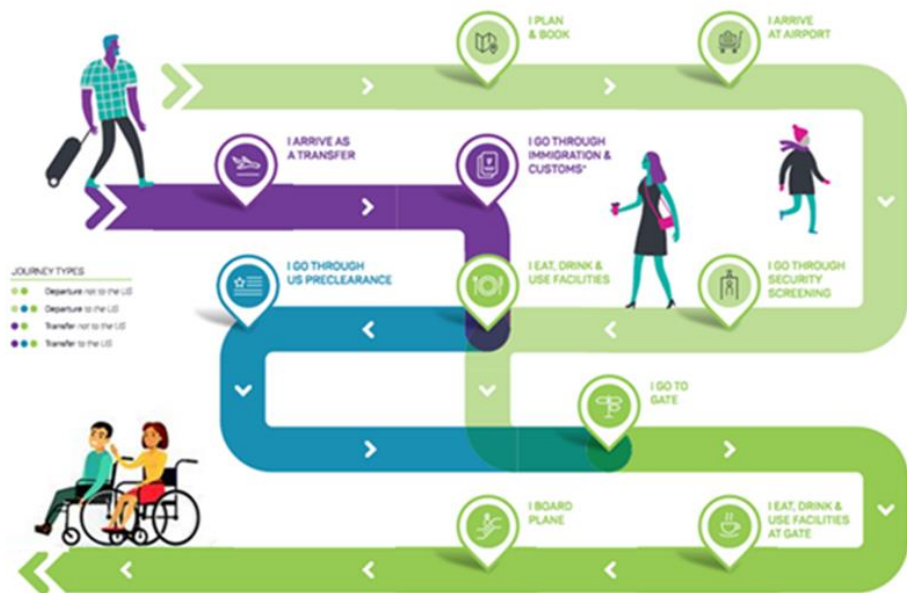 I PLAN
& BOOK
I ARRIVE
AT AIRPORT
I ARRIVE AS
A TRANSFER
I GO THROUGH
IMMIGRATION &
CUSTOMS*
JOURNEY TYPES
Departure not to the US
Departure to the US
Transfer not to the US
Transfer to the US
I GO THROUGH
US PRECLEARANCE
I EAT, DRINK &
USE FACILITIES
I GO THROUGH
SECURITY
SCREENING
I GO TO
GATE
I BOARD
PLANE
I EAT, DRINK &
USE FACILITIES
AT GATE